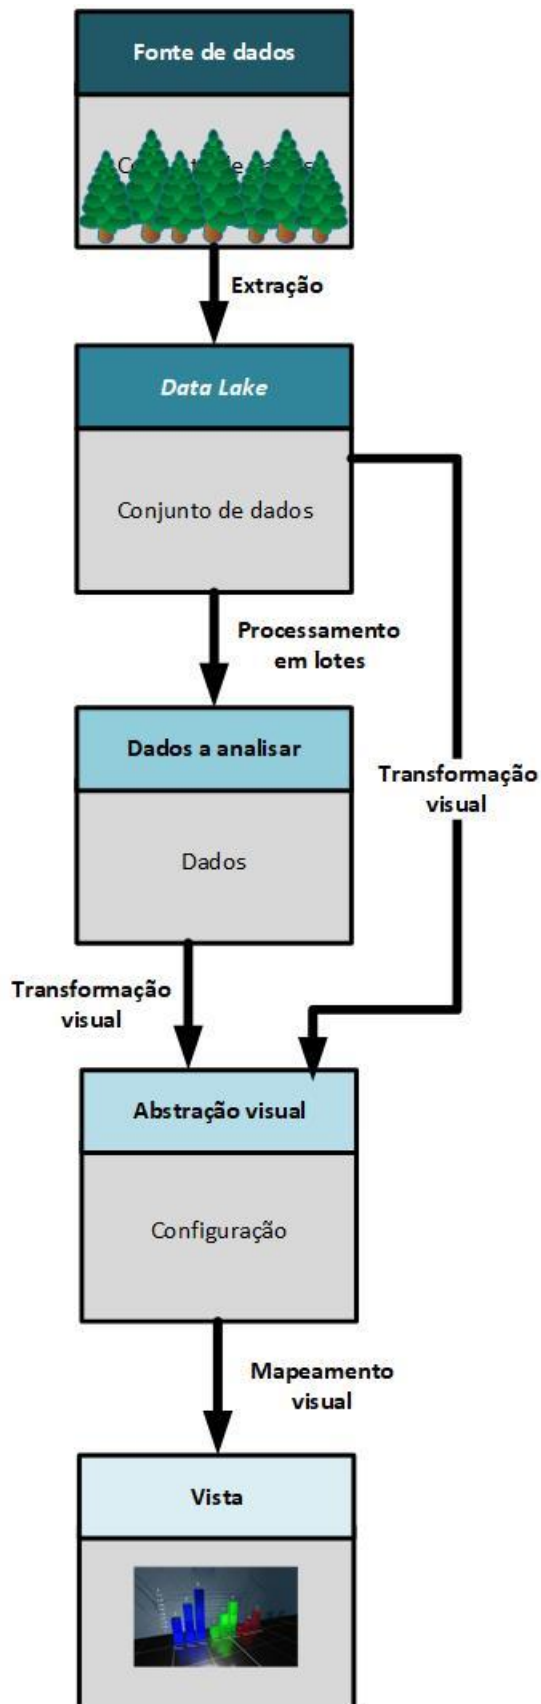 Fonte de dados
Extração
Data Lake
Conjunto de dados
Processamento
em lotes
Dados a analisar
Transformação
visual
Dados
Transformação
visual
Abstração visual
Configuração
Mapeamento
visual
Vista